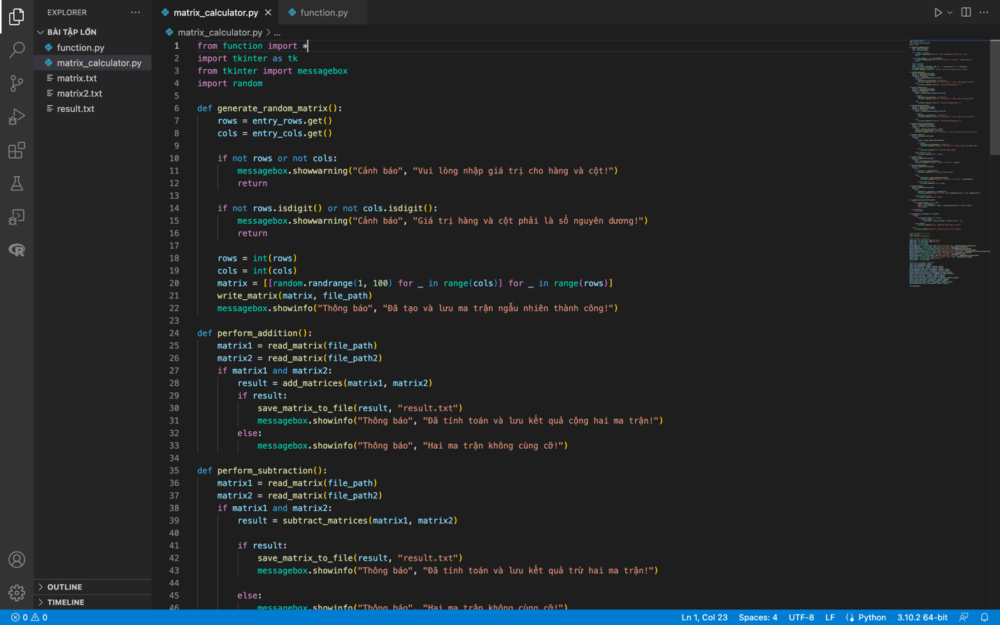 EXPLORER
BÀI TẬP LỚN
function.py
matrix_calculator.py
matrix.txt
matrix2.txt
result.txt
OUTLINE
TIMELINE
matrix_calculator.py
function.py
matrix_calculator.py > ...
1 from function import *
2 import tkinter as tk
3 from tkinter import messagebox
4 import random
5
6 def generate_random_matrix():
7 rows = entry_rows.get()
8 cols = entry_cols.get()
9
10 if not rows or not cols:
11 messagebox.showwarning("Cảnh báo", "Vui lòng nhập giá trị cho hàng và cột!")
12 return
13
14 if not rows.isdigit() or not cols.isdigit():
15 messagebox.showwarning("Cảnh báo", "Giá trị hàng và cột phải là số nguyên dương!")
16 return
17
18 rows = int(rows)
19 cols = int(cols)
20 matrix = [[random.randrange(1, 100) for _ in range(cols)] for _ in range(rows)]
21 write_matrix(matrix, file_path)
22 messagebox.showinfo("Thông báo", "Đã tạo và lưu ma trận ngẫu nhiên thành công!")
23
24 def perform_addition():
25 matrix1 = read_matrix(file_path)
26 matrix2 = read_matrix(file_path2)
27 if matrix1 and matrix2:
28 result = add_matrices(matrix1, matrix2)
29 if result:
30 save_matrix_to_file(result, "result.txt")
31 messagebox.showinfo("Thông báo", "Đã tính toán và lưu kết quả cộng hai ma trận!")
32 else:
33 messagebox.showinfo("Thông báo", "Hai ma trận không cùng cỡ!")
34
35 def perform_subtraction():
36 matrix1 = read_matrix(file_path)
37 matrix2 = read_matrix(file_path2)
38 if matrix1 and matrix2:
39 result = subtract_matrices(matrix1, matrix2)
40
41 if result:
42 save_matrix_to_file(result, "result.txt")
43 messagebox.showinfo("Thông báo", "Đã tính toán và lưu kết quả trừ hai ma trận!")
44
45 else:
46 messagebox.showinfo("Thông báo", "Hai ma trận không cùng cỡ!")
0 0
Ln 1, Col 23 Spaces: 4 UTF-8 LF Python 3.10.2 64-bit